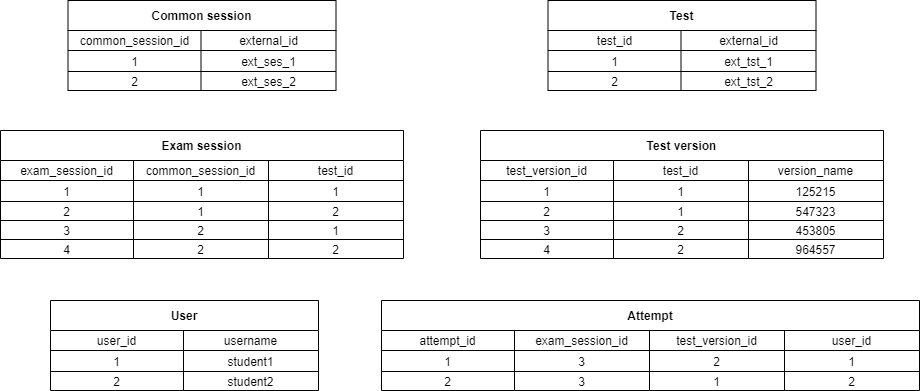 Common session
common_session_id external_id
1 ext_ses_1
2 ext_ses_2
Test
test_id external_id
1 ext_tst_1
2 ext_tst_2
Exam session
exam_session_id common_session_id test_id
1 1 1
2 1 2
3 2 1
4 2 2
Test version
test_version_id test_id version_name
1 1 125215
2 1 547323
3 2 453805
4 2 964557
User
user_id username
1 student1
2 student2
Attempt
attempt_id exam_session_id test_version_id user_id
1 3 2 1
2 3 1 2